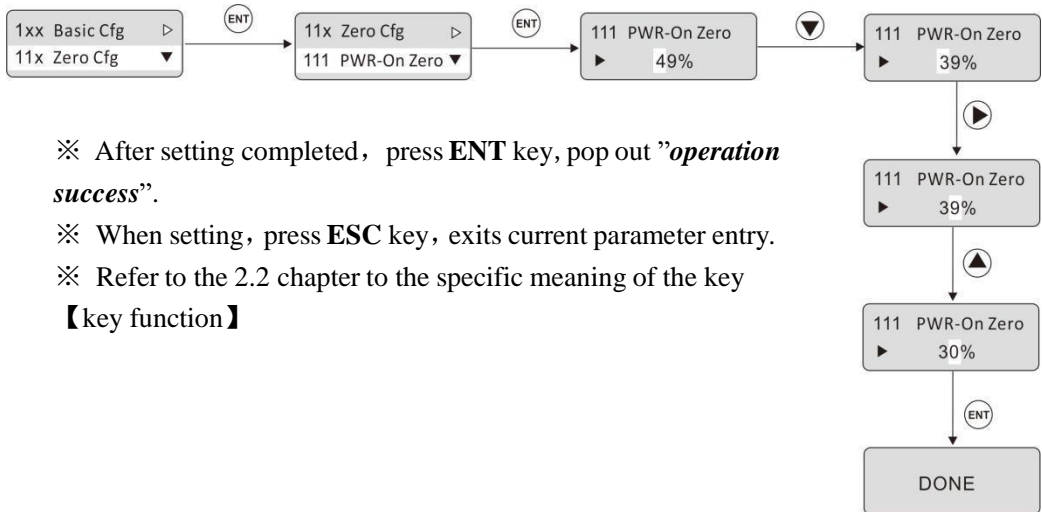 1xx Basic Cfg ▷
11x Zero Cfg ▼
ENT
11x Zero Cfg ▷
111 PWR-On Zero ▼
ENT
111 PWR-On Zero
▶ 49%
▼
111 PWR-On Zero
▶ 39%
▶
111 PWR-On Zero
▶ 39%
▲
111 PWR-On Zero
▶ 30%
ENT
DONE
※ After setting completed，press ENT key, pop out ”operation
success”.
※ When setting，press ESC key，exits current parameter entry.
※ Refer to the 2.2 chapter to the specific meaning of the key
【key function】